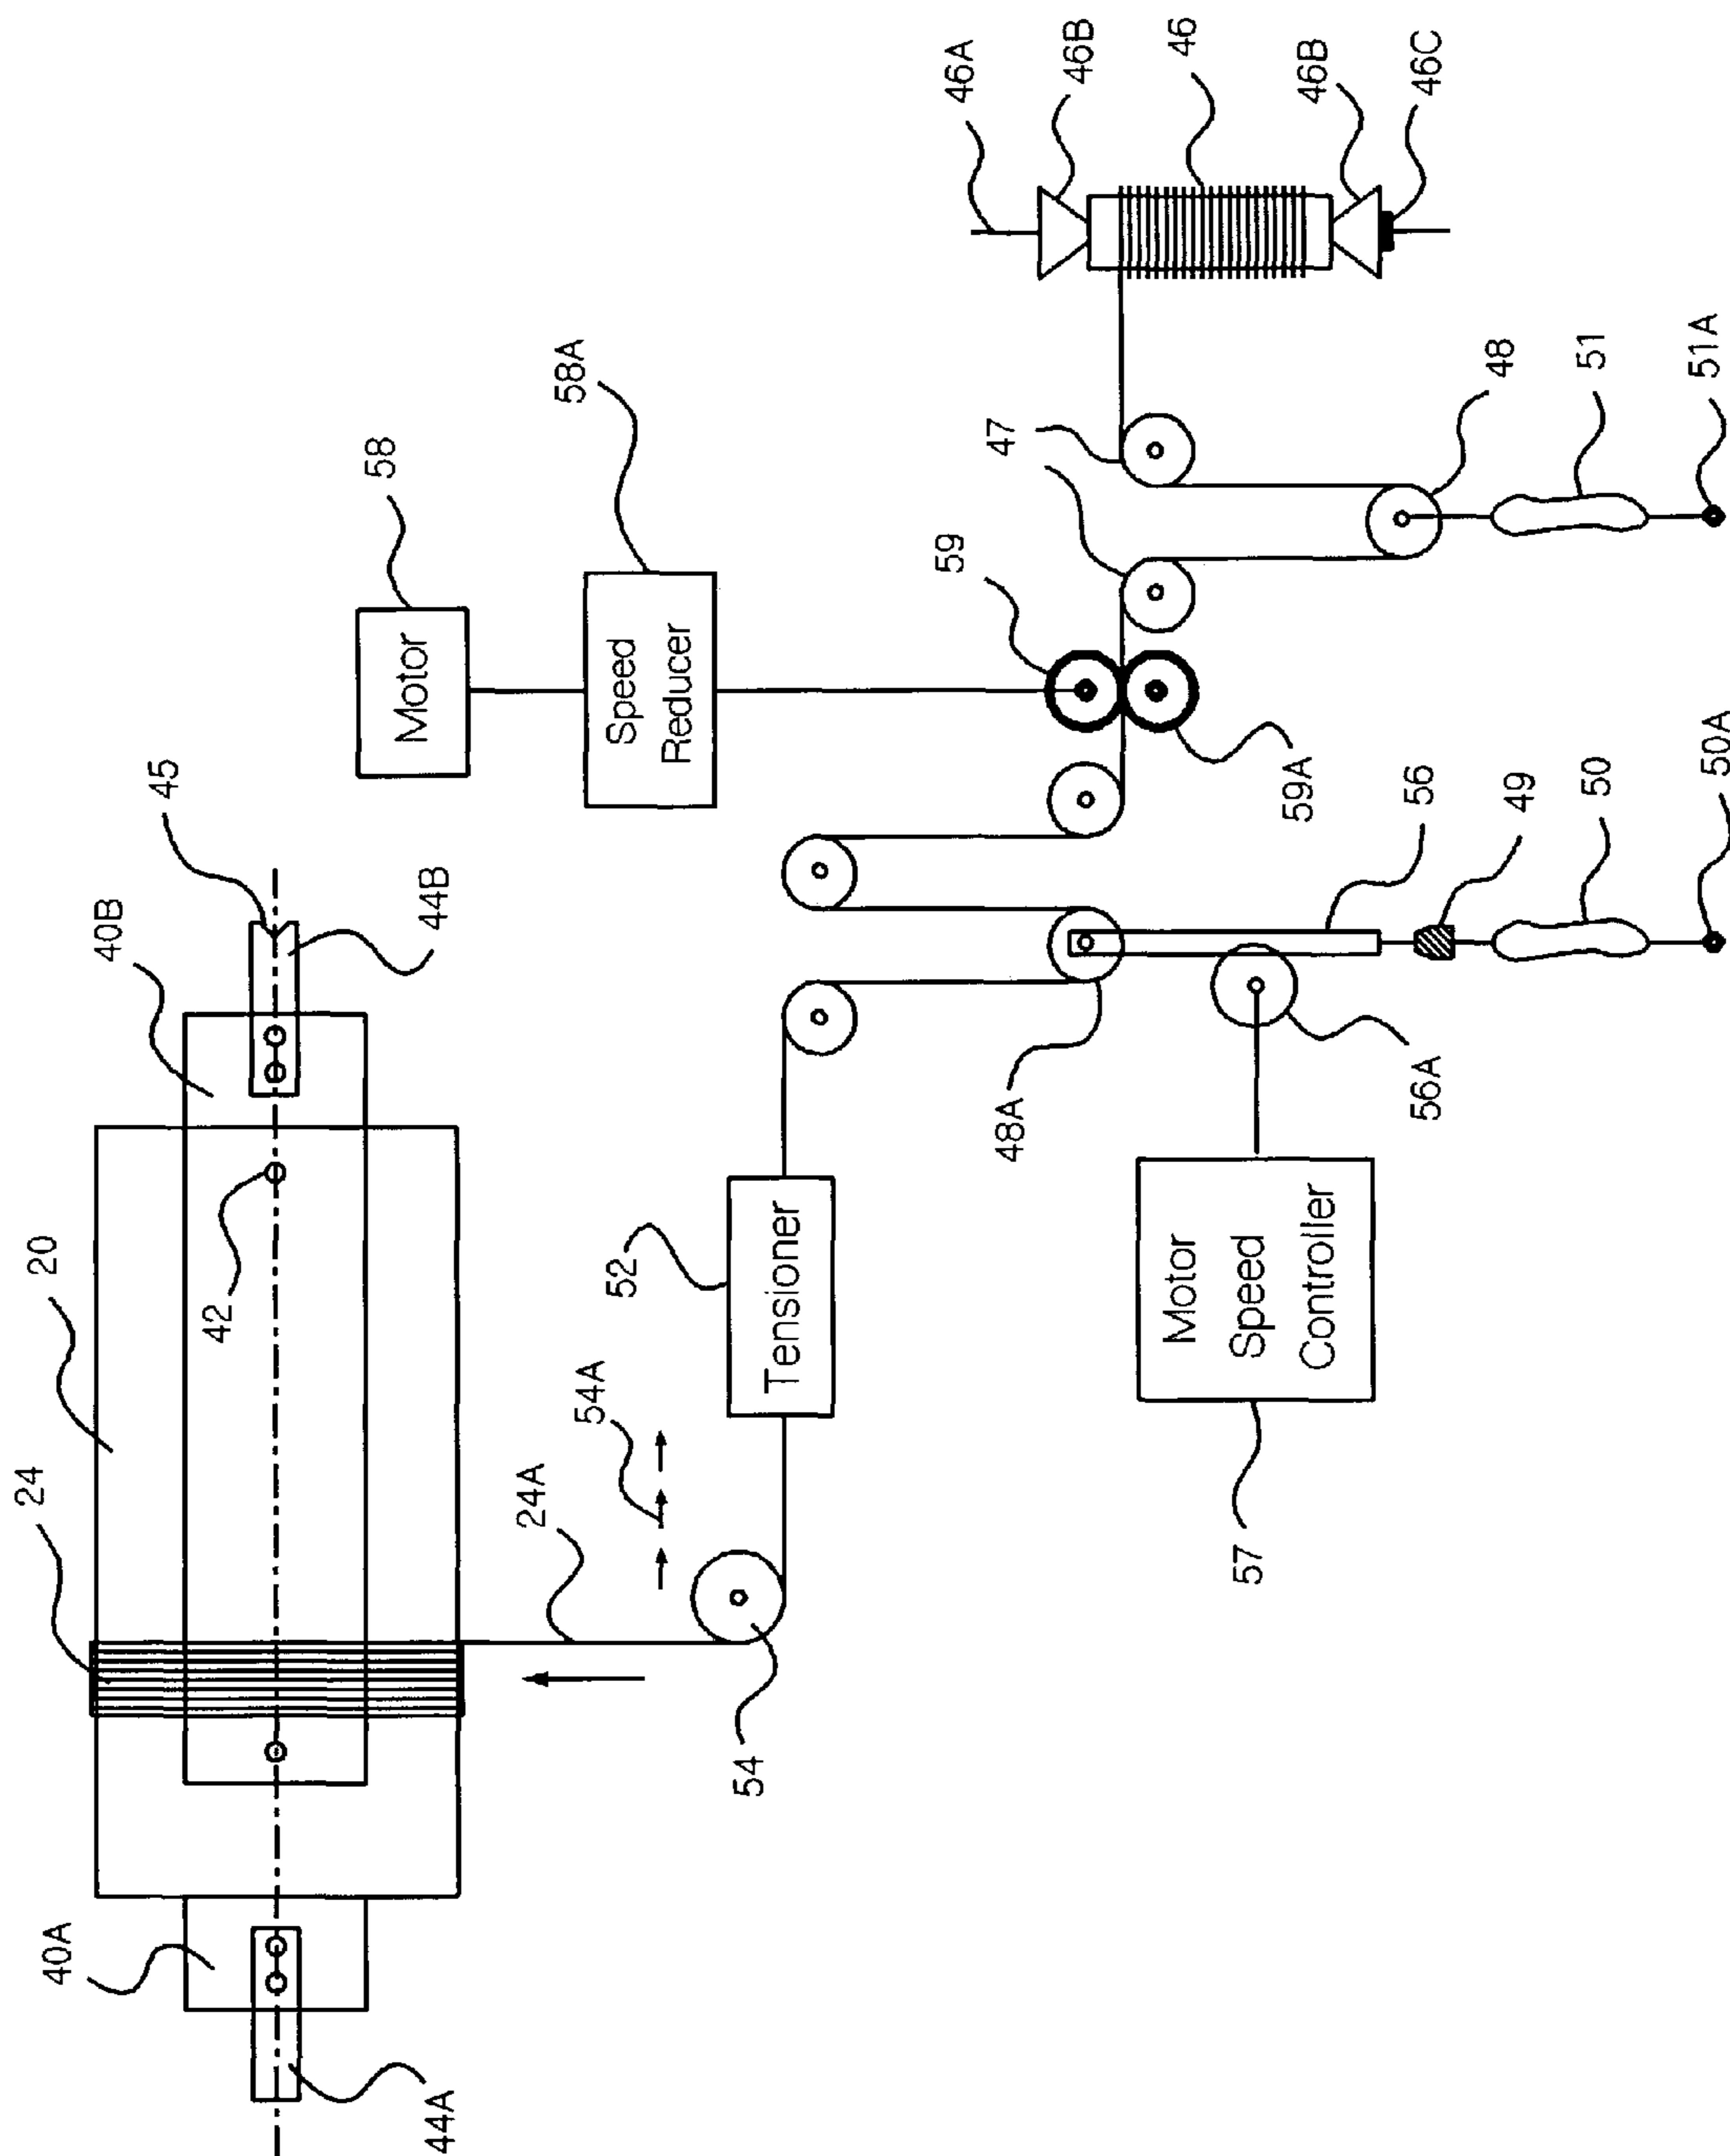 46A
46B
46
46B
46C
58A
58
47
59
48
51
51A
Motor
Speed
Reducer
59A
45
44B
40B
56
49
50
50A
20
42
48A
56A
52
Tensioner
Motor
Speed
Controller
24
54A
24A
57
54
40A
44A